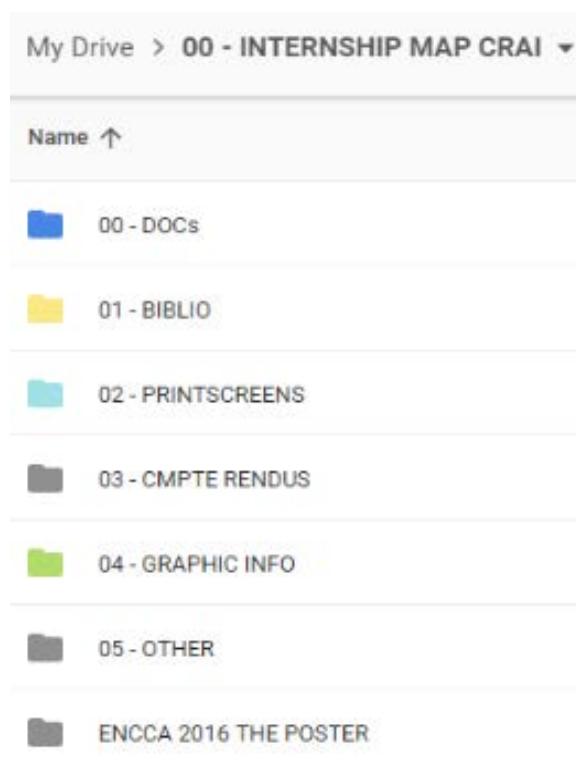 My Drive > 00 - INTERNSHIP MAP CRAI
Name
00 - DOCs
01 - BIBLIO
02 - PRINTSCREENS
03 - CMPTE RENDUS
04 - GRAPHIC INFO
05 - OTHER
ENCCA 2016 THE POSTER